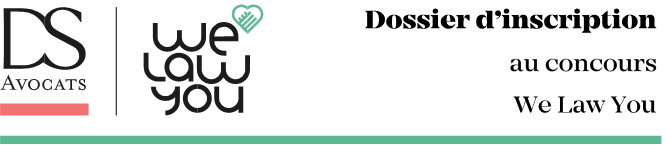 DS
AVOCATS
we
law
you
Dossier d’inscription
au concours
We Law You